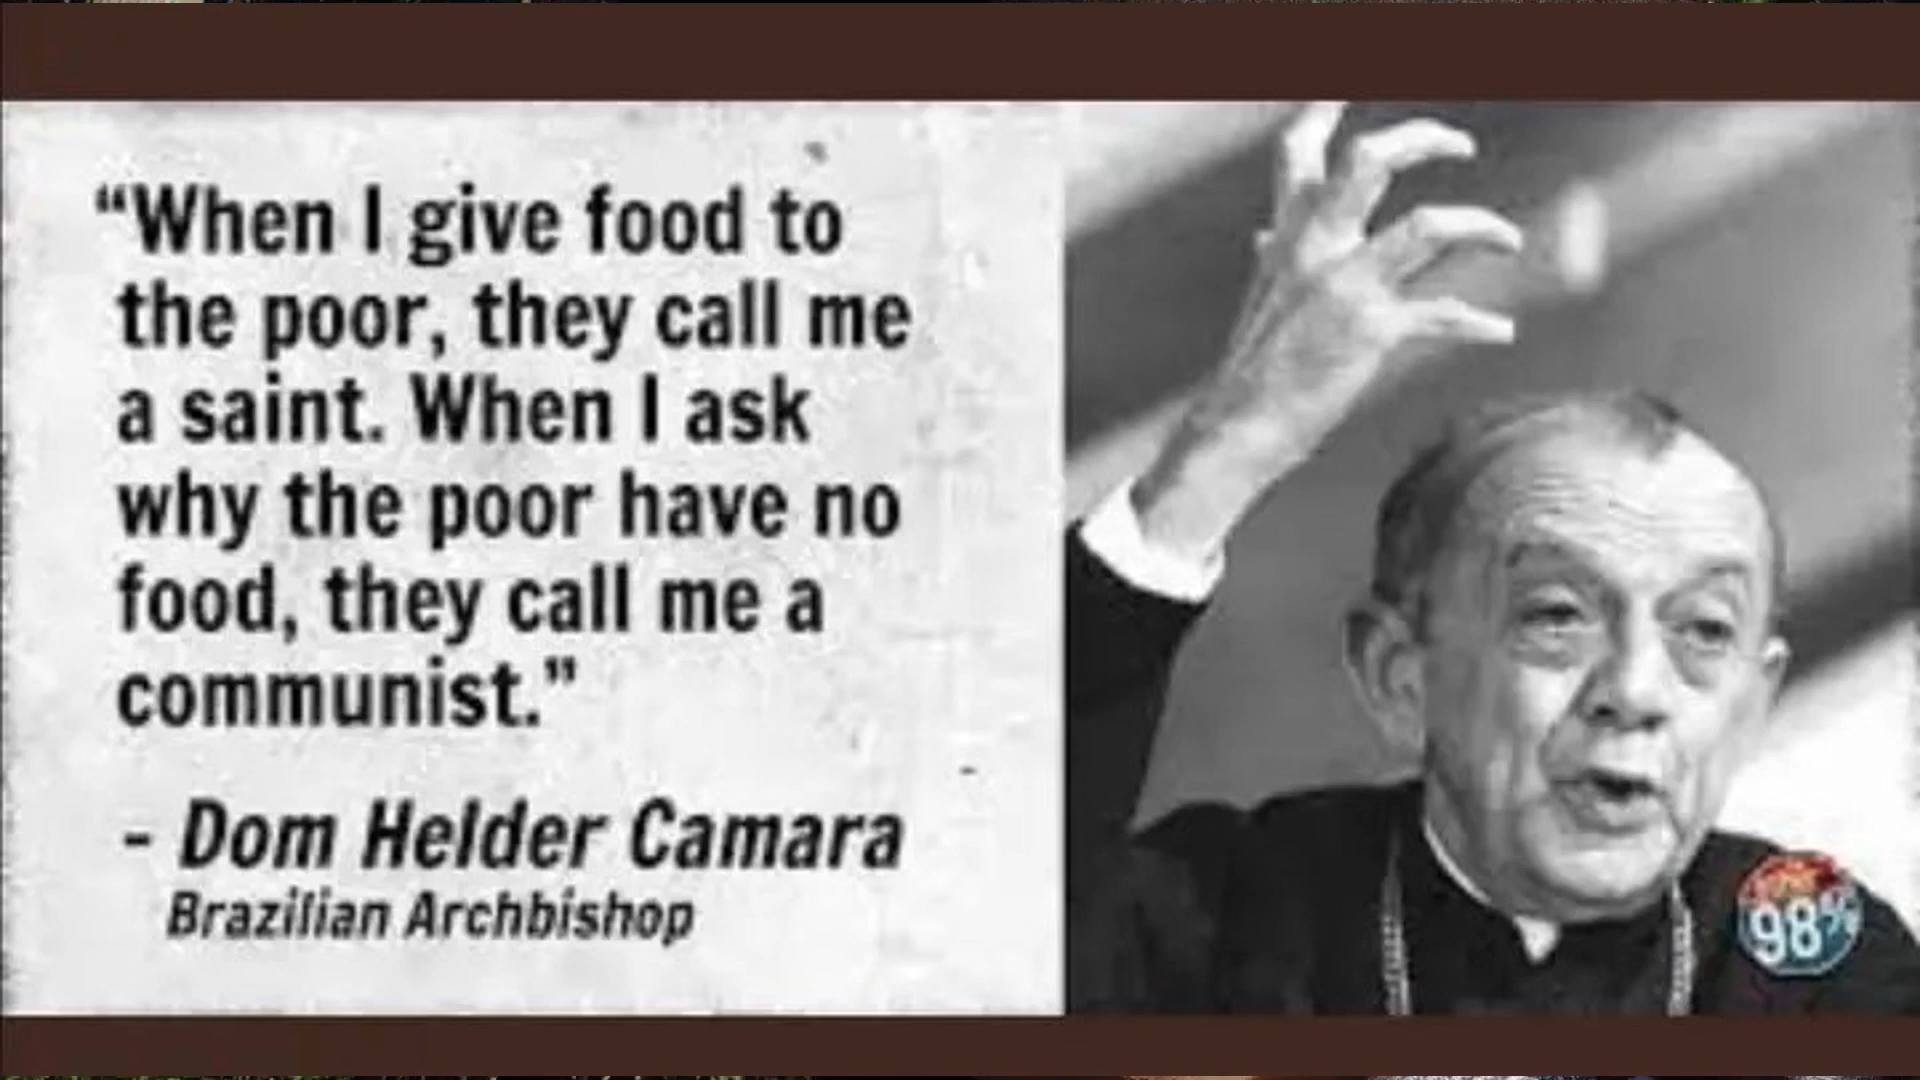 “When I give food to
the poor, they call me
a saint. When I ask
why the poor have no
food, they call me a
communist.”
- Dom Helder Camara
Brazilian Archbishop
98%